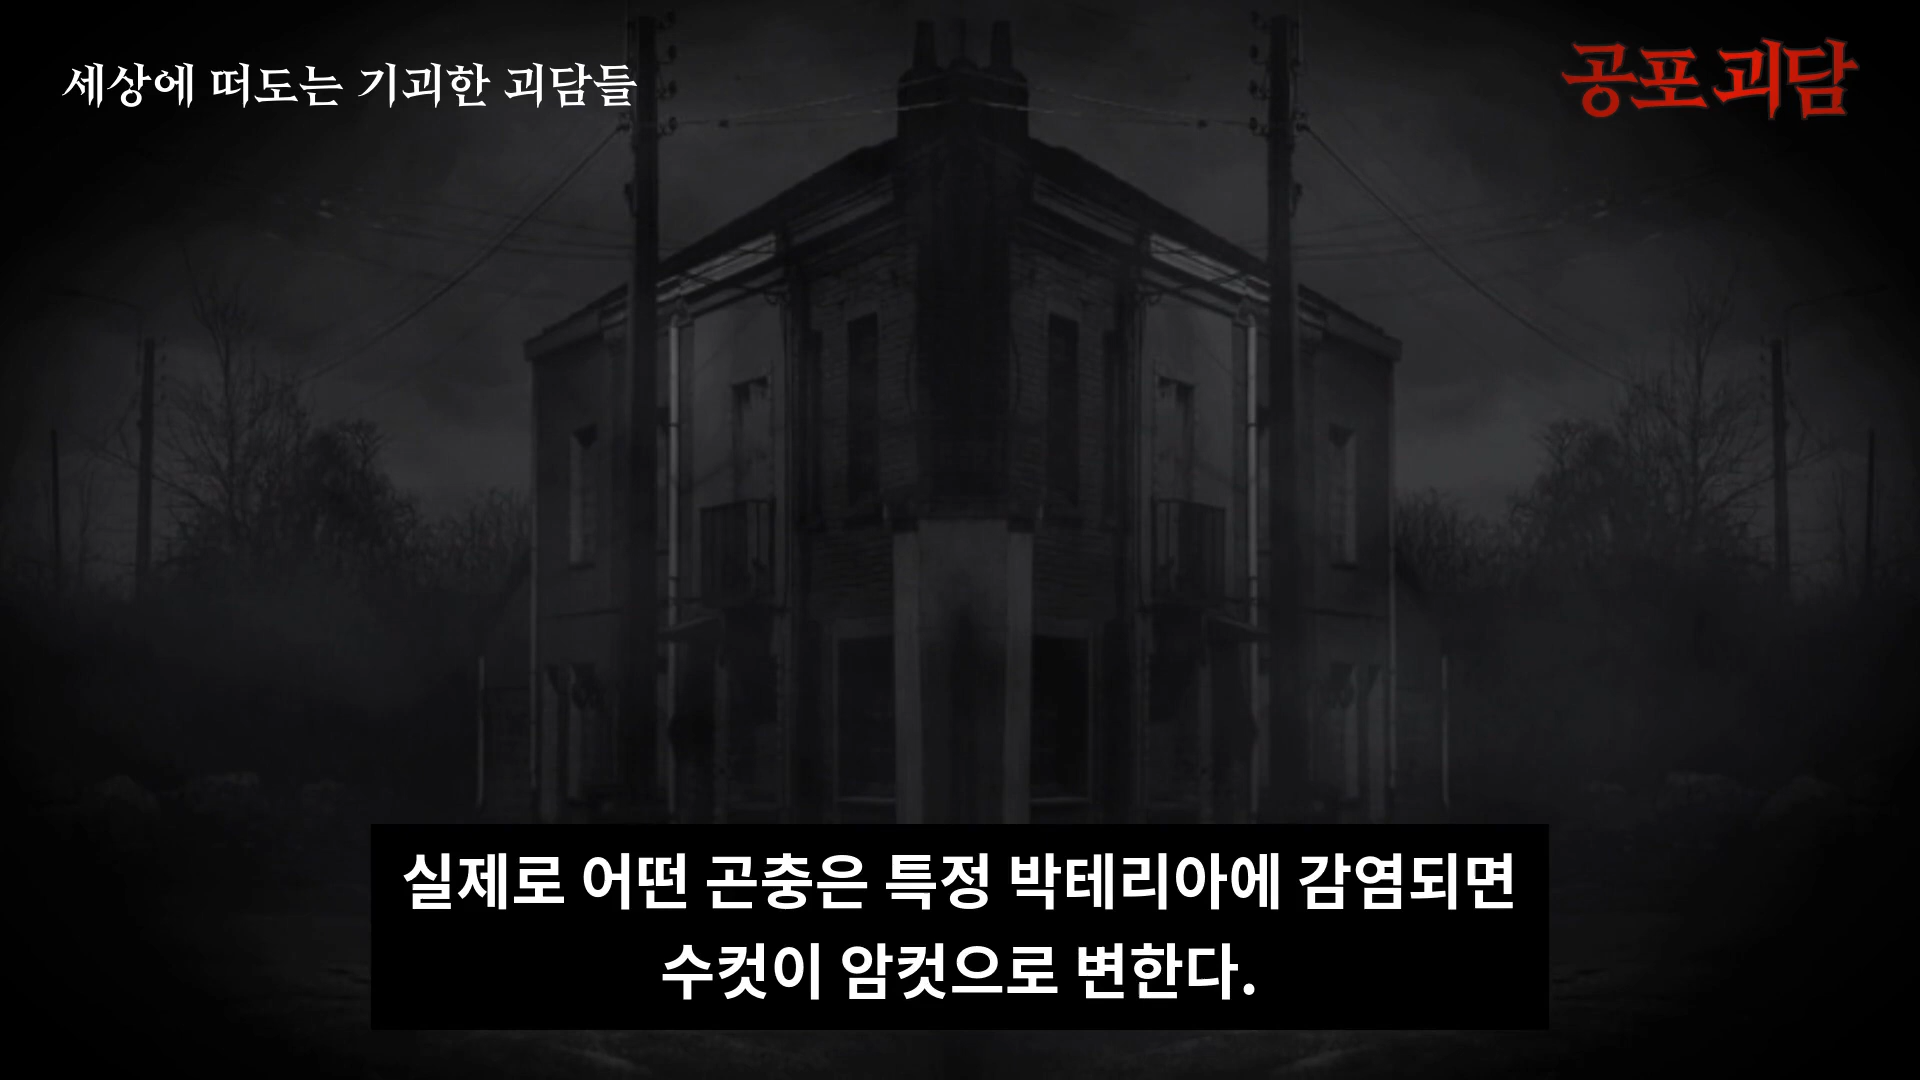 세상에 떠도는 기괴한 괴담들
공포 괴담
실제로 어떤 곤충은 특정 박테리아에 감염되면
수컷이 암컷으로 변한다.